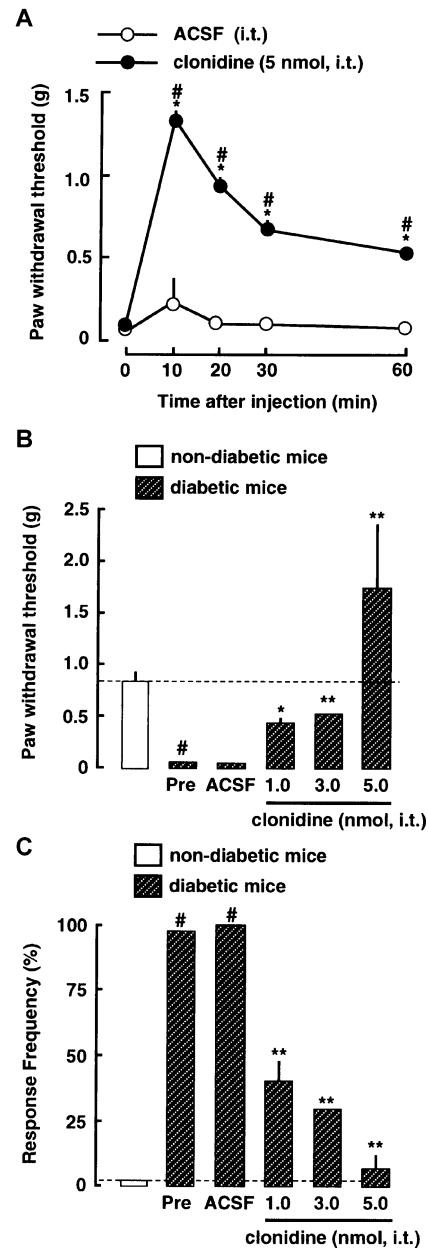 A
ACSF (i.t.)
clonidine (5 nmol, i.t.)
Paw withdrawal threshold (g)
1.5
1.0
0.5
0
#
*
#
*
#
*
#
*
0 10 20 30 60
Time after injection (min)
B
non-diabetic mice
diabetic mice
Paw withdrawal threshold (g)
2.5
2.0
1.5
1.0
0.5
0
#
*
**
**
Pre ACSF 1.0 3.0 5.0
clonidine (nmol, i.t.)
C
non-diabetic mice
diabetic mice
Response Frequency (%)
100
75
50
25
0
#
#
**
**
**
Pre ACSF 1.0 3.0 5.0
clonidine (nmol, i.t.)